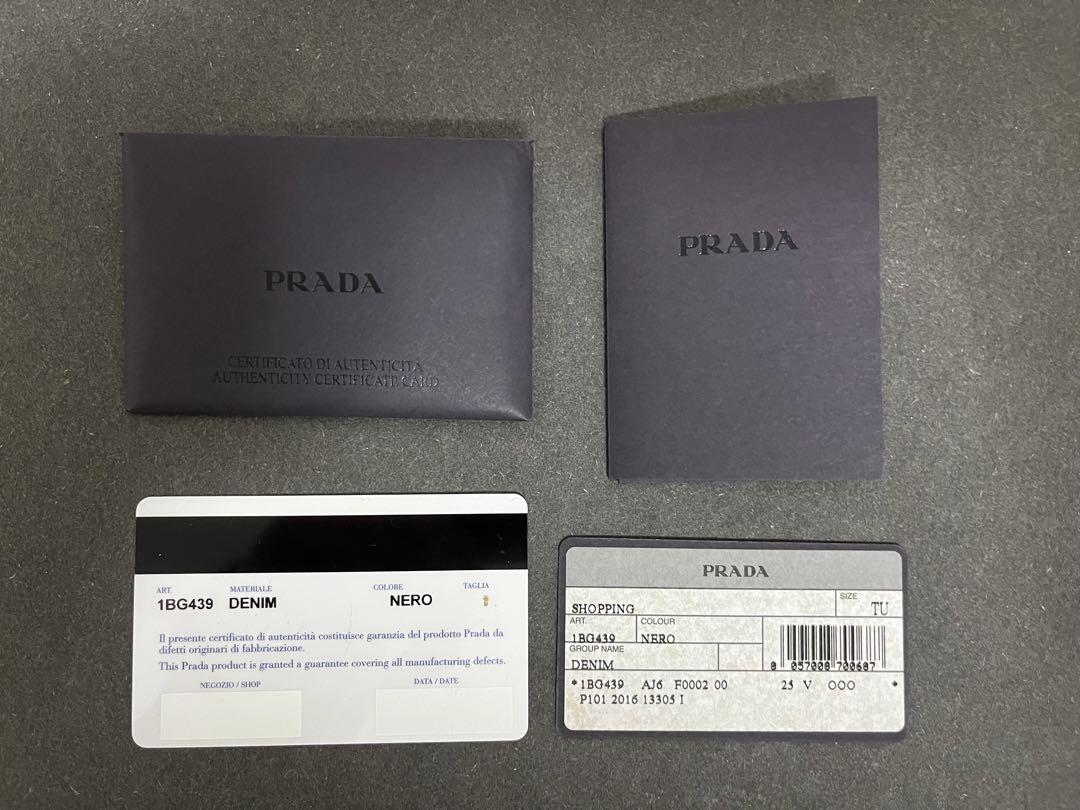 PRADA
CERTIFICATO DI AUTENTICITÀ
AUTHENTICITY CERTIFICATE CARD
PRADA
ART. MATERIALE COLORE TAGLIA
1BG439 DENIM NERO
Il presente certificato di autenticità costituisce garanzia del prodotto Prada da
difetti originari di fabbricazione.
This Prada product is granted a guarantee covering all manufacturing defects.
NEGOZIO / SHOP DATA / DATE
PRADA
SHOPPING SIZE TU
ART. COLOUR
1BG439 NERO
GROUP NAME
DENIM
8 057008 700687
*1BG439 AJ6 F0002 00 25 V OOO *
P101 2016 13305 I